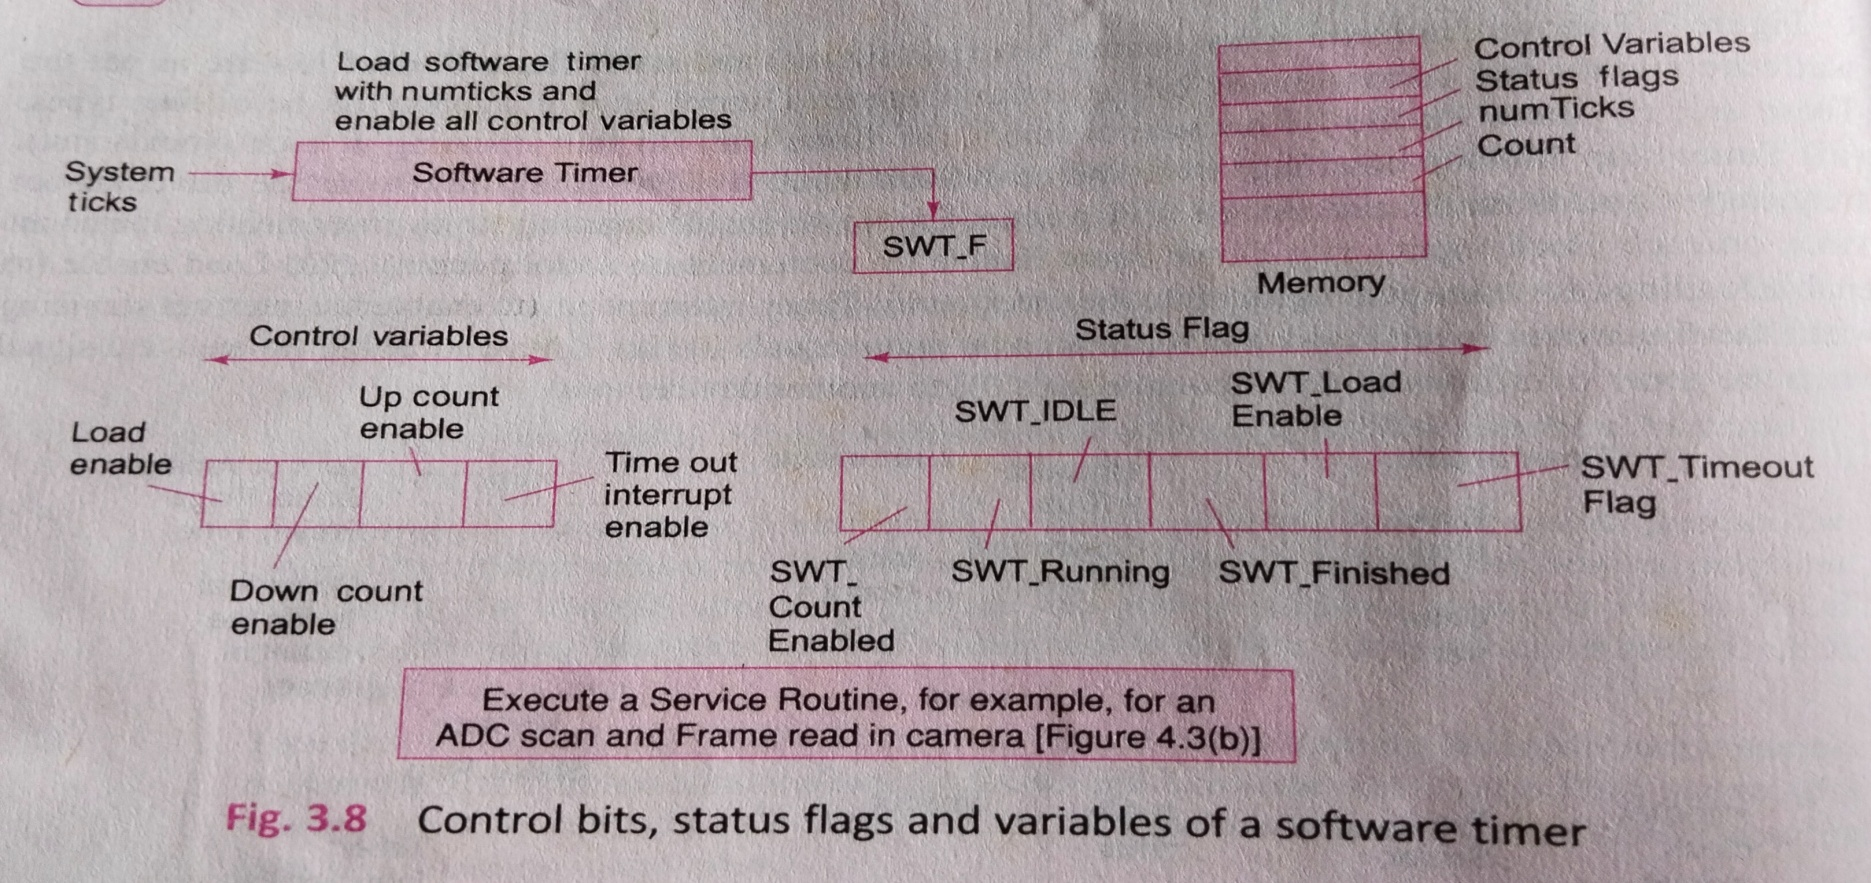 Load software timer
with numticks and
enable all control variables
System
ticks
Software Timer
SWT_F
Control Variables
Status flags
numTicks
Count
Memory
Control variables
Load
enable
Up count
enable
Time out
interrupt
enable
Down count
enable
Status Flag
SWT_IDLE
SWT_Load
Enable
SWT_Timeout
Flag
SWT_
Count
Enabled
SWT_Running
SWT_Finished
Execute a Service Routine, for example, for an
ADC scan and Frame read in camera [Figure 4.3(b)]
Fig. 3.8 Control bits, status flags and variables of a software timer